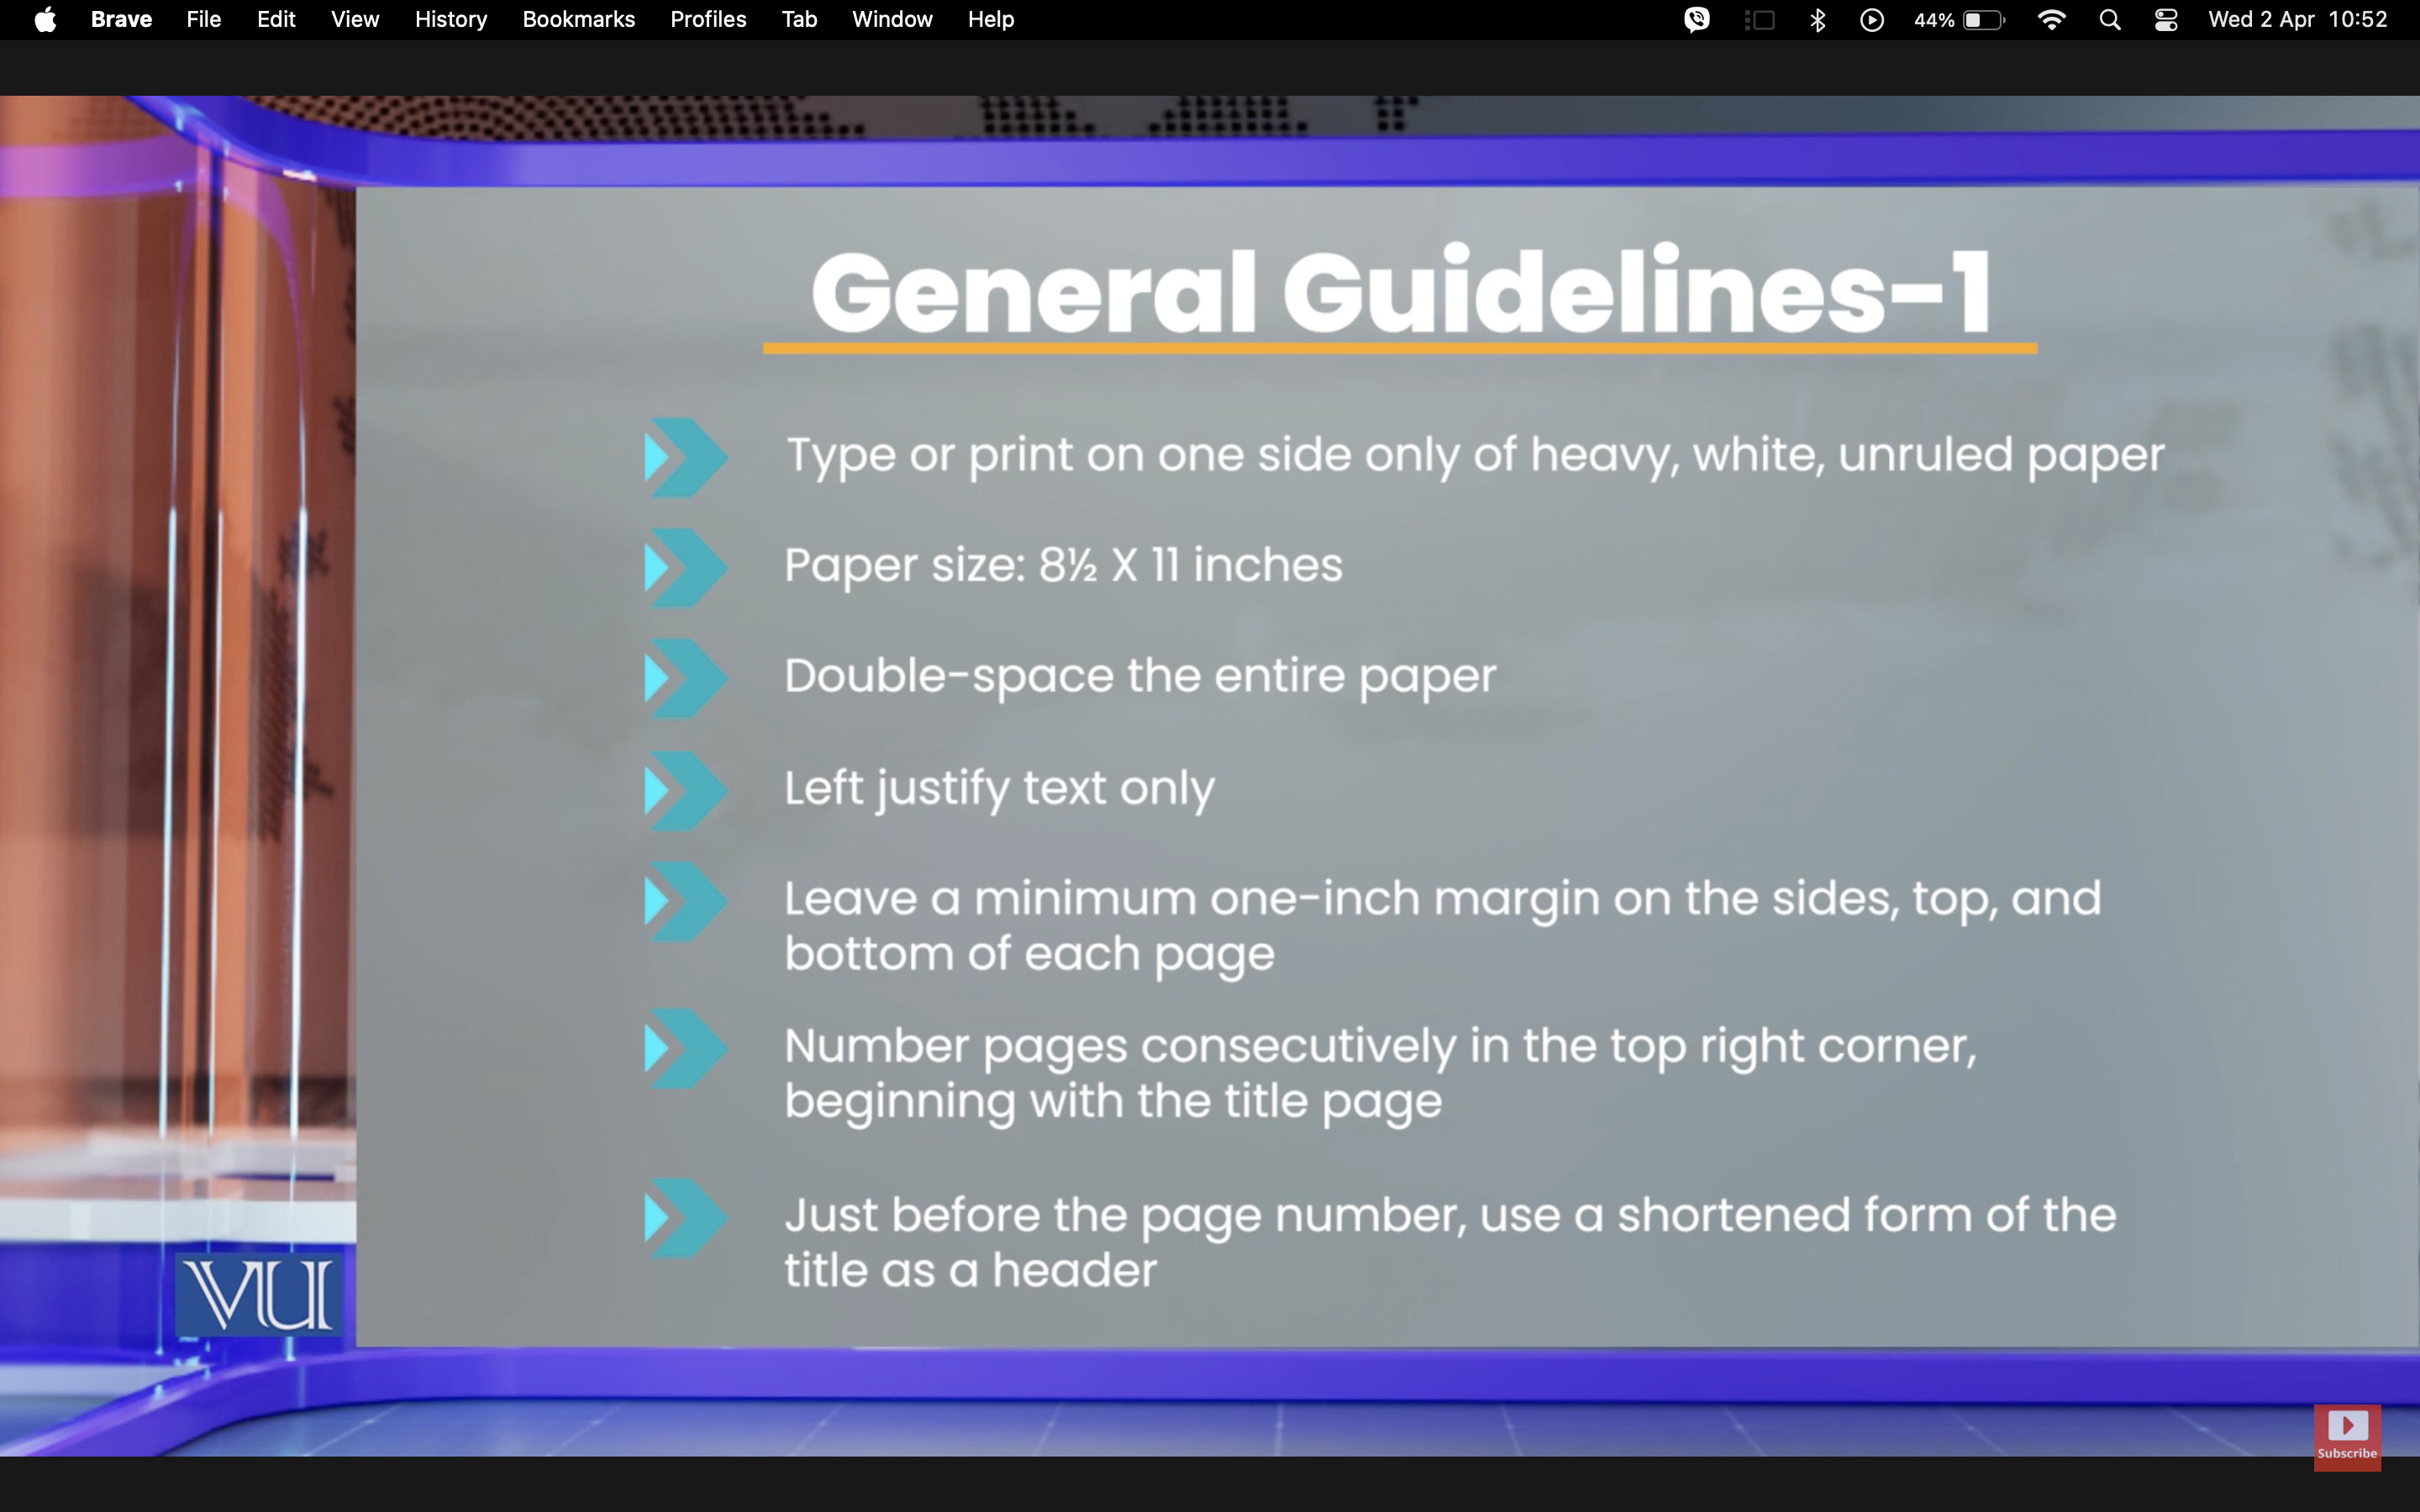 Brave File Edit View History Bookmarks Profiles Tab Window Help 44% Wed 2 Apr 10:52
General Guidelines-1
Type or print on one side only of heavy, white, unruled paper
Paper size: 8½ X 11 inches
Double-space the entire paper
Left justify text only
Leave a minimum one-inch margin on the sides, top, and
bottom of each page
Number pages consecutively in the top right corner,
beginning with the title page
Just before the page number, use a shortened form of the
title as a header
VU
Subscribe